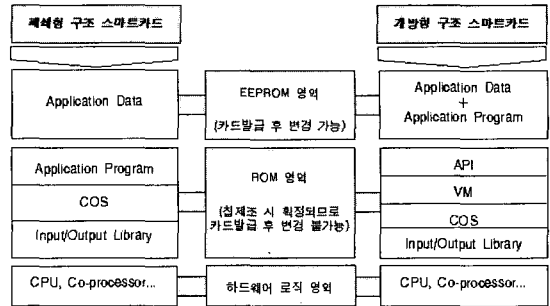 폐쇄형 구조 스마트카드
개방형 구조 스마트카드
Application Data
EEPROM 영역
(카드발급 후 변경 가능)
Application Data
+
Application Program
Application Program
COS
Input/Output Library
ROM 영역
(칩제조 시 확정되므로
카드발급 후 변경 불가능)
API
VM
COS
Input/Output Library
CPU, Co-processor...
하드웨어 로직 영역
CPU, Co-processor...